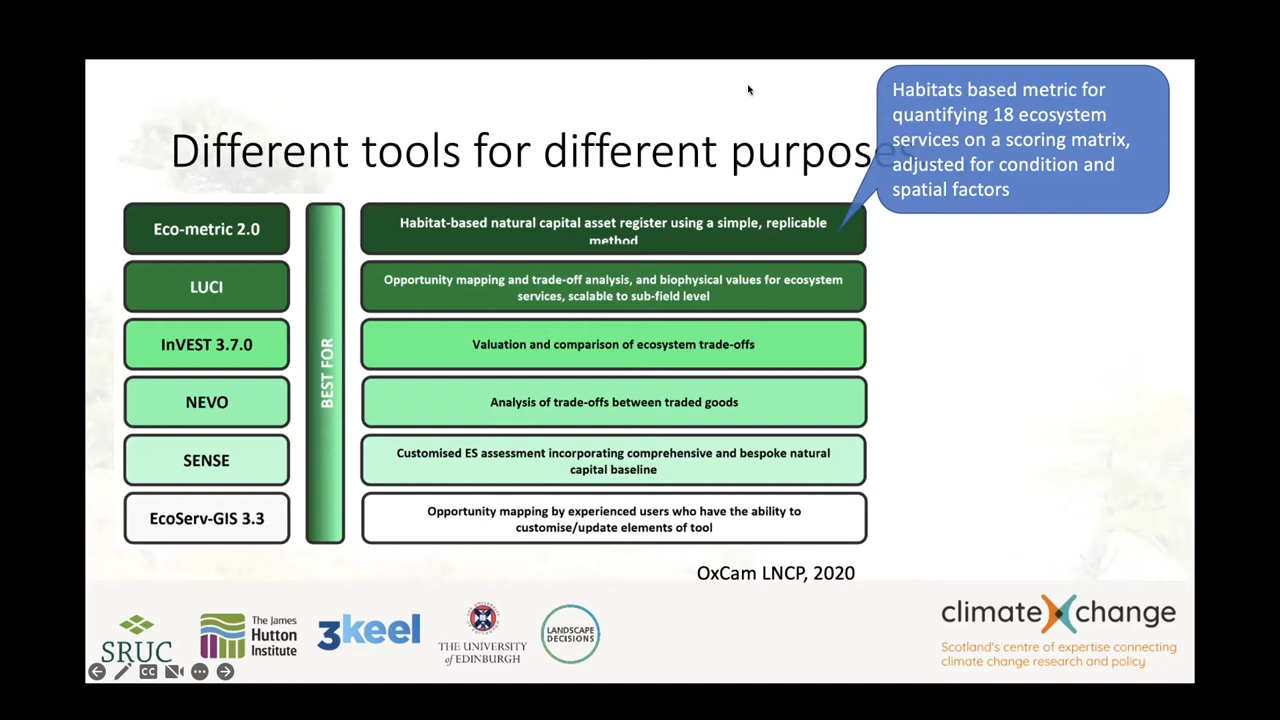 Different tools for different purpose
Habitats based metric for
quantifying 18 ecosystem
services on a scoring matrix,
adjusted for condition and
spatial factors
Eco-metric 2.0
LUCI
InVEST 3.7.0
NEVO
SENSE
EcoServ-GIS 3.3
BEST FOR
Habitat-based natural capital asset register using a simple, replicable
method
Opportunity mapping and trade-off analysis, and biophysical values for ecosystem
services, scalable to sub-field level
Valuation and comparison of ecosystem trade-offs
Analysis of trade-offs between traded goods
Customised ES assessment incorporating comprehensive and bespoke natural
capital baseline
Opportunity mapping by experienced users who have the ability to
customise/update elements of tool
OxCam LNCP, 2020
SRUC
The James
Hutton
Institute
3keel
THE UNIVERSITY
of EDINBURGH
LANDSCAPE
DECISIONS
climateXchange
Scotland's centre of expertise connecting
climate change research and policy
CC